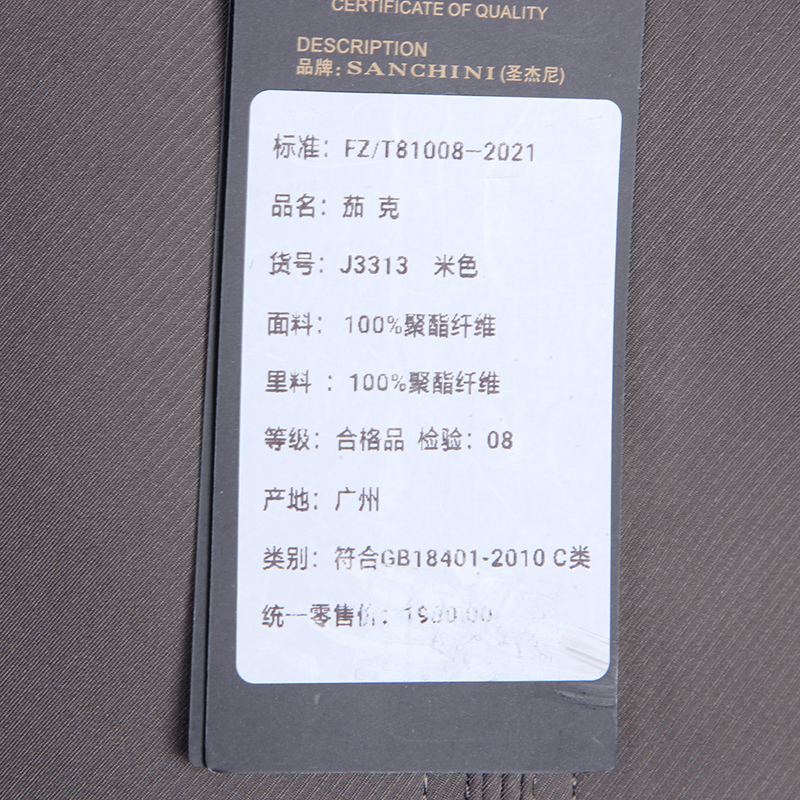 CERTIFICATE OF QUALITY
DESCRIPTION
品牌: SANCHINI (圣杰尼)
标准: FZ/T81008-2021
品名: 茄 克
货号: J3313 米色
面料: 100%聚酯纤维
里料 : 100%聚酯纤维
等级: 合格品 检验: 08
产地: 广州
类别: 符合GB18401-2010 C类
统一零售价: